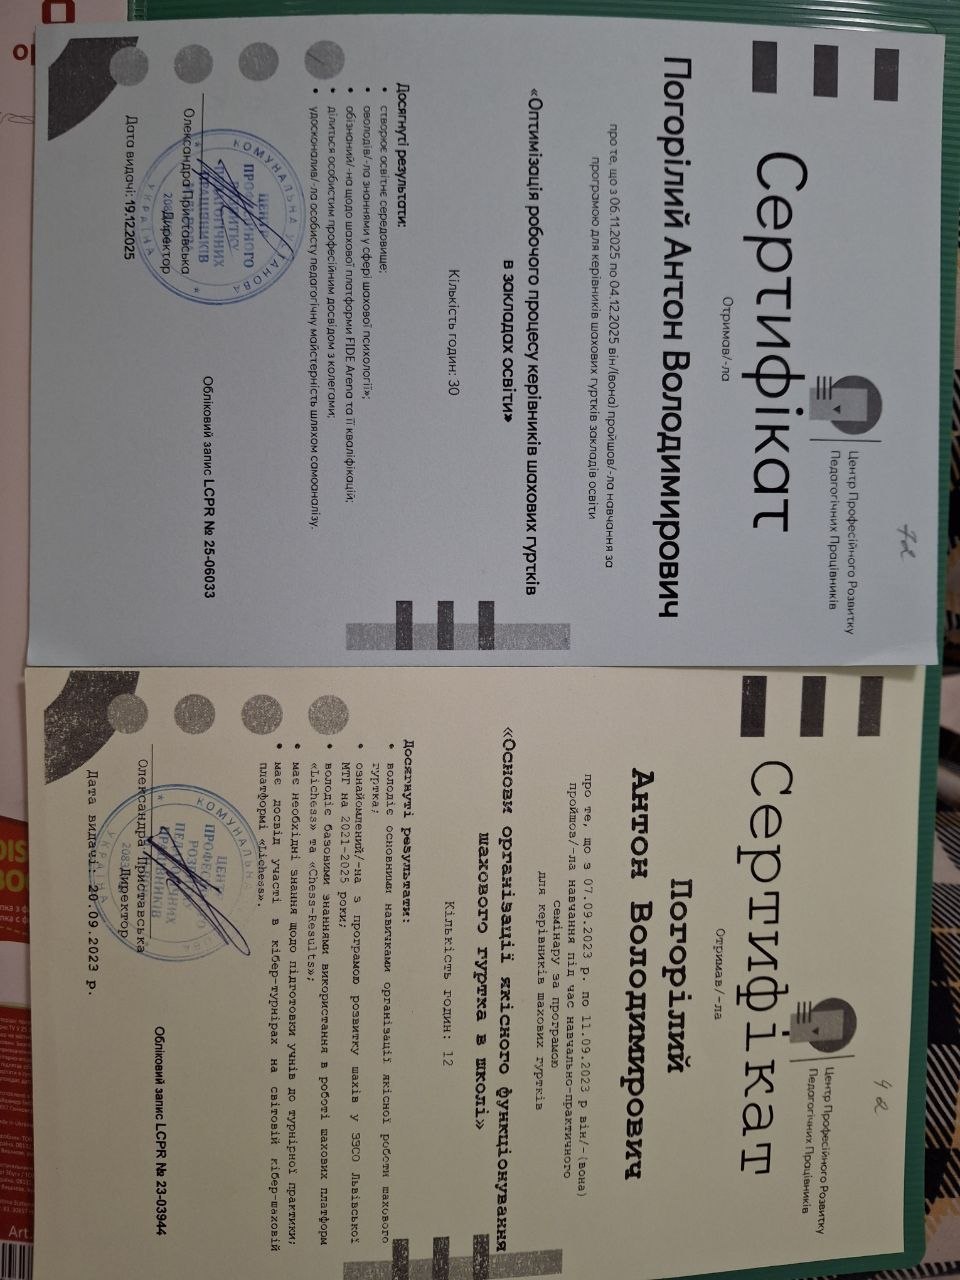 72
Центр Професійного Розвитку
Педагогічних Працівників
Сертифікат
Отримав/-ла
Погорілий Антон Володимирович
про те, що з 06.11.2025 по 04.12.2025 він/(вона) пройшов/-ла навчання за
програмою для керівників шахових гуртків закладів освіти
«Оптимізація робочого процесу керівників шахових гуртків
в закладах освіти»
Кількість годин: 30
Досягнуті результати:
• створює освітнє середовище;
• оволодів/-ла знаннями у сфері шахової психології»;
• обізнаний/-на щодо шахової платформи FIDE Arena та її кваліфікацій;
• ділиться особистим професійним досвідом з колегами;
• удосконалив/-ла особисту педагогічну майстерність шляхом самоаналізу.
Директор
Олександра Приставська
КОМУНАЛЬНА УСТАНОВА
УКРАЇНА
Обліковий запис LCPR № 25-06033
Дата видачі: 19.12.2025
42
Центр Професійного Розвитку
Педагогічних Працівників
Сертифікат
Отримав/-ла
Погорілий
Антон Володимирович
про те, що з 07.09.2023 р. по 11.09.2023 р він/-(вона)
пройшов/-ла навчання під час навчально-практичного
семінару за програмою
для керівників шахових гуртків
«Основи організації якісного функціонування
шахового гуртка в школі»
Кількість годин: 12
Досягнуті результати:
• володіє основними навичками організації якісної роботи шахового
гуртка;
• ознайомлений/-на з програмою розвитку шахів у ЗЗСО Львівської
МТГ на 2021-2025 роки;
• володіє базовими знаннями використання в роботі шахових платформ
«Lichess» та «Chess-Results»;
• має необхідні знання щодо підготовки учнів до турнірної практики;
• має досвід участі в кібер-турнірах на світовій кібер-шаховій
платформі «Lichess».
Директор
Олександра Приставська
Обліковий запис LCPR № 23-03944
Дата видачі: 20.09.2023 р.
Art.